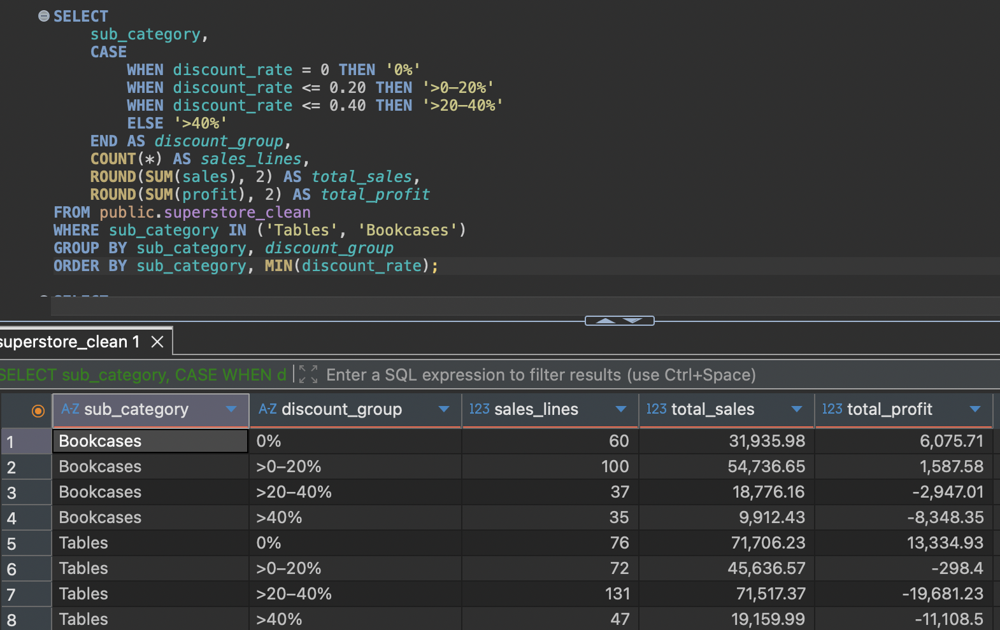 SELECT
sub_category,
CASE
WHEN discount_rate = 0 THEN '0%'
WHEN discount_rate <= 0.20 THEN '>0–20%'
WHEN discount_rate <= 0.40 THEN '>20–40%'
ELSE '>40%'
END AS discount_group,
COUNT(*) AS sales_lines,
ROUND(SUM(sales), 2) AS total_sales,
ROUND(SUM(profit), 2) AS total_profit
FROM public.superstore_clean
WHERE sub_category IN ('Tables', 'Bookcases')
GROUP BY sub_category, discount_group
ORDER BY sub_category, MIN(discount_rate);
superstore_clean 1
SELECT sub_category, CASE WHEN d Enter a SQL expression to filter results (use Ctrl+Space)
A-Z sub_category A-Z discount_group 123 sales_lines 123 total_sales 123 total_profit
1 Bookcases 0% 60 31,935.98 6,075.71
2 Bookcases >0–20% 100 54,736.65 1,587.58
3 Bookcases >20–40% 37 18,776.16 -2,947.01
4 Bookcases >40% 35 9,912.43 -8,348.35
5 Tables 0% 76 71,706.23 13,334.93
6 Tables >0–20% 72 45,636.57 -298.4
7 Tables >20–40% 131 71,517.37 -19,681.23
8 Tables >40% 47 19,159.99 -11,108.5